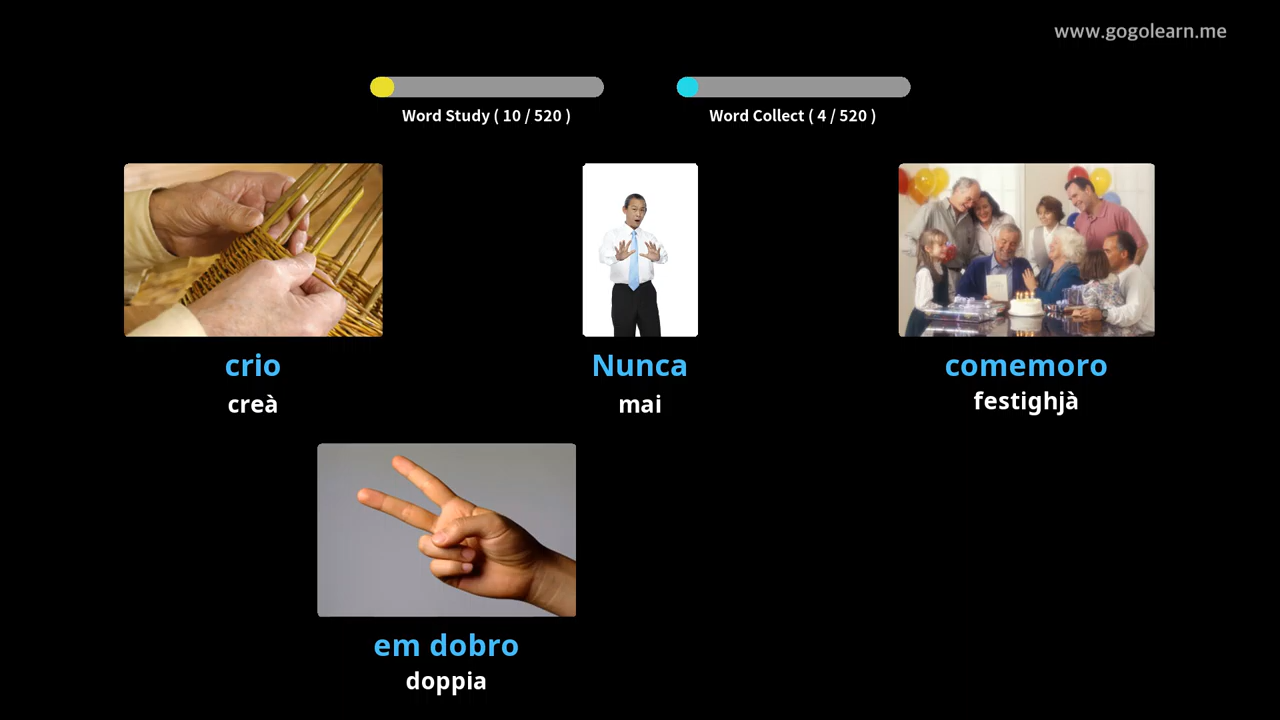 www.gogolearn.me
Word Study ( 10 / 520 )
Word Collect ( 4 / 520 )
crio
creà
Nunca
mai
comemoro
festighjà
em dobro
doppia